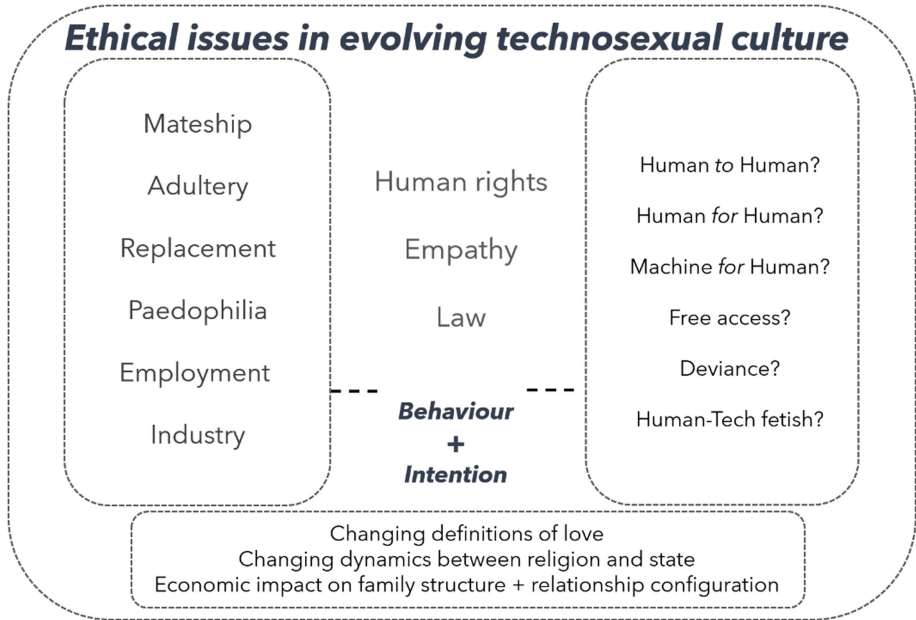 Ethical issues in evolving technosexual culture
Mateship
Adultery
Replacement
Paedophilia
Employment
Industry
Human rights
Empathy
Law
Behaviour
+
Intention
Human to Human?
Human for Human?
Machine for Human?
Free access?
Deviance?
Human-Tech fetish?
Changing definitions of love
Changing dynamics between religion and state
Economic impact on family structure + relationship configuration